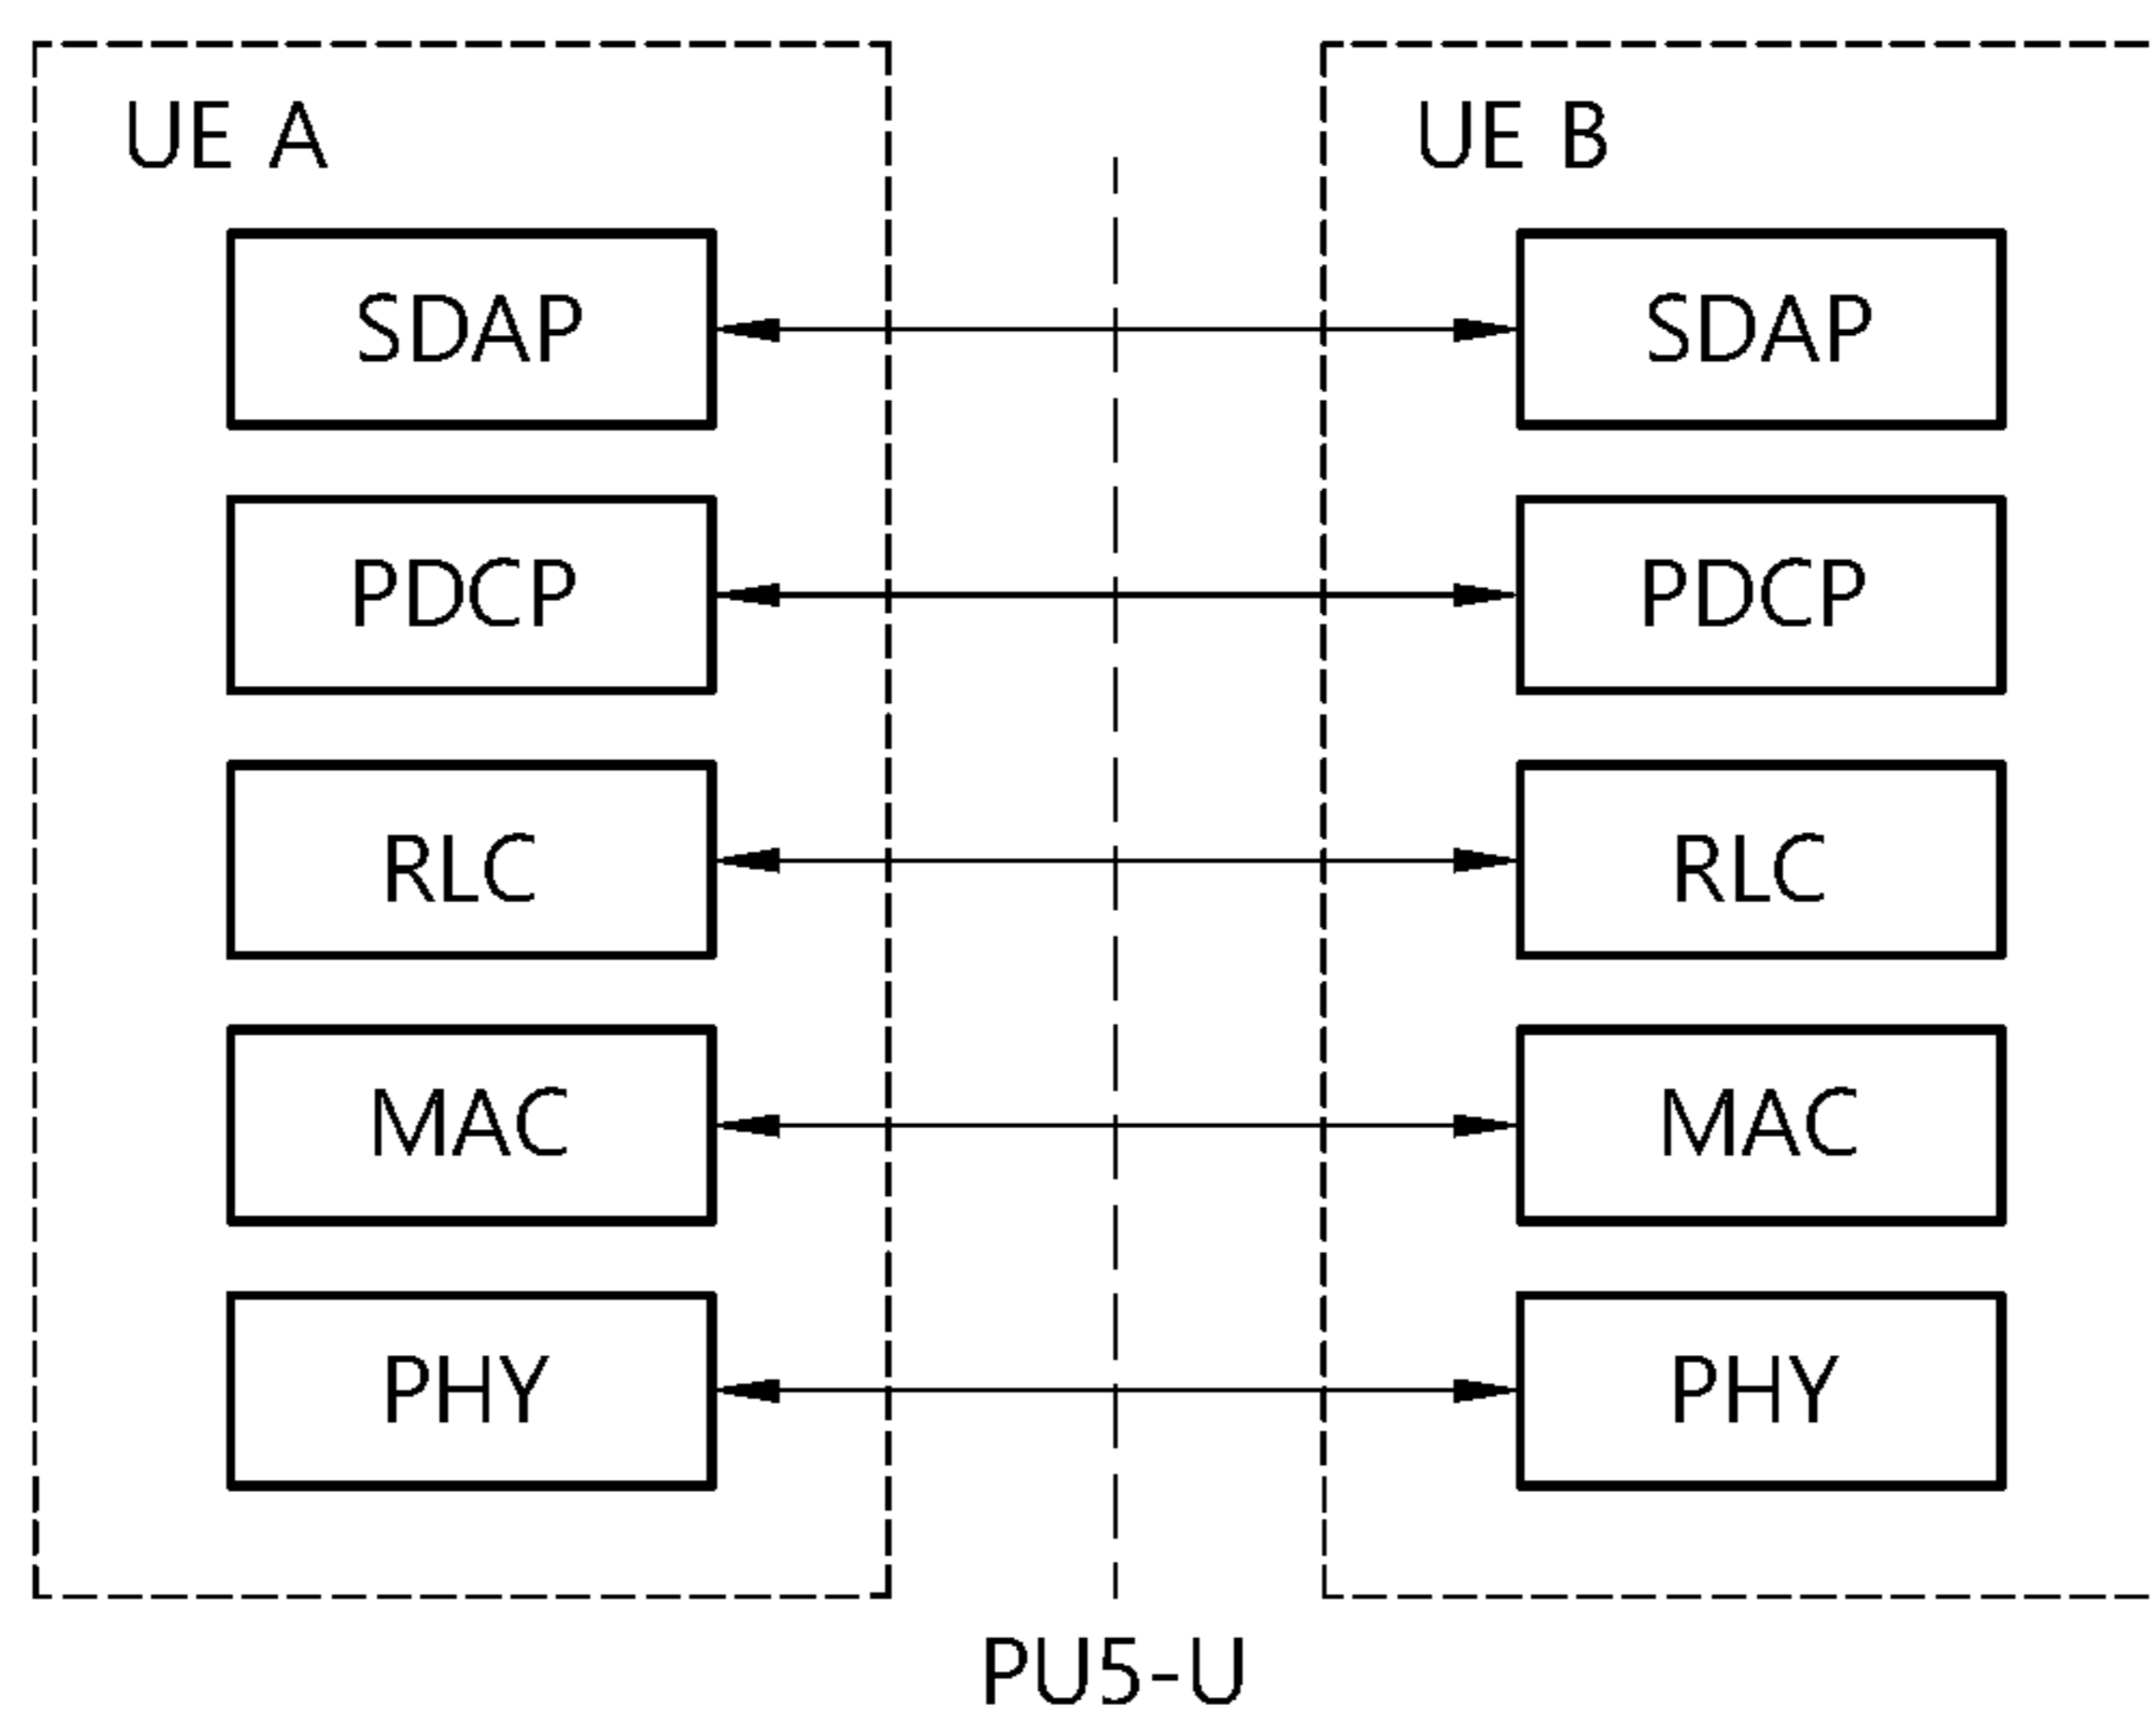 UE A
UE B
SDAP
SDAP
PDCP
PDCP
RLC
RLC
MAC
MAC
PHY
PHY
PU5-U